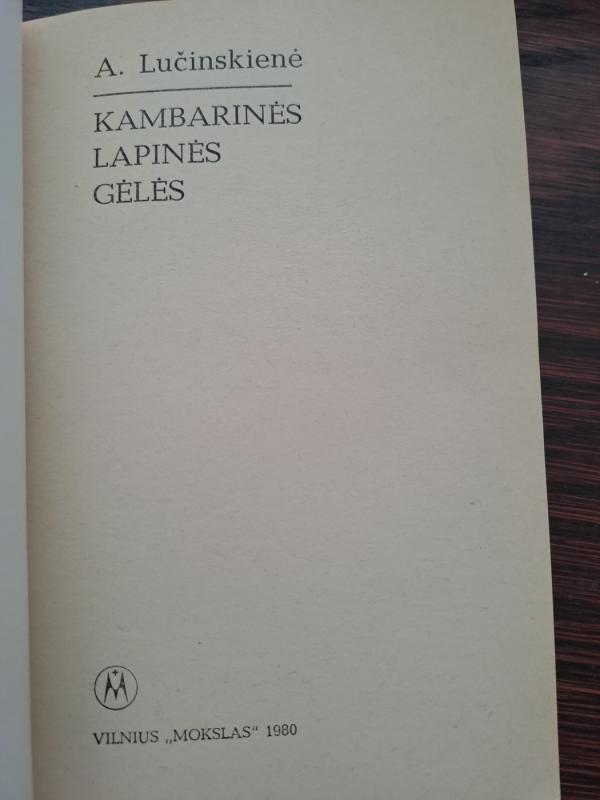 A. Lučinskienė
KAMBARINĖS
LAPINĖS
GĖLĖS
M
VILNIUS „MOKSLAS“ 1980